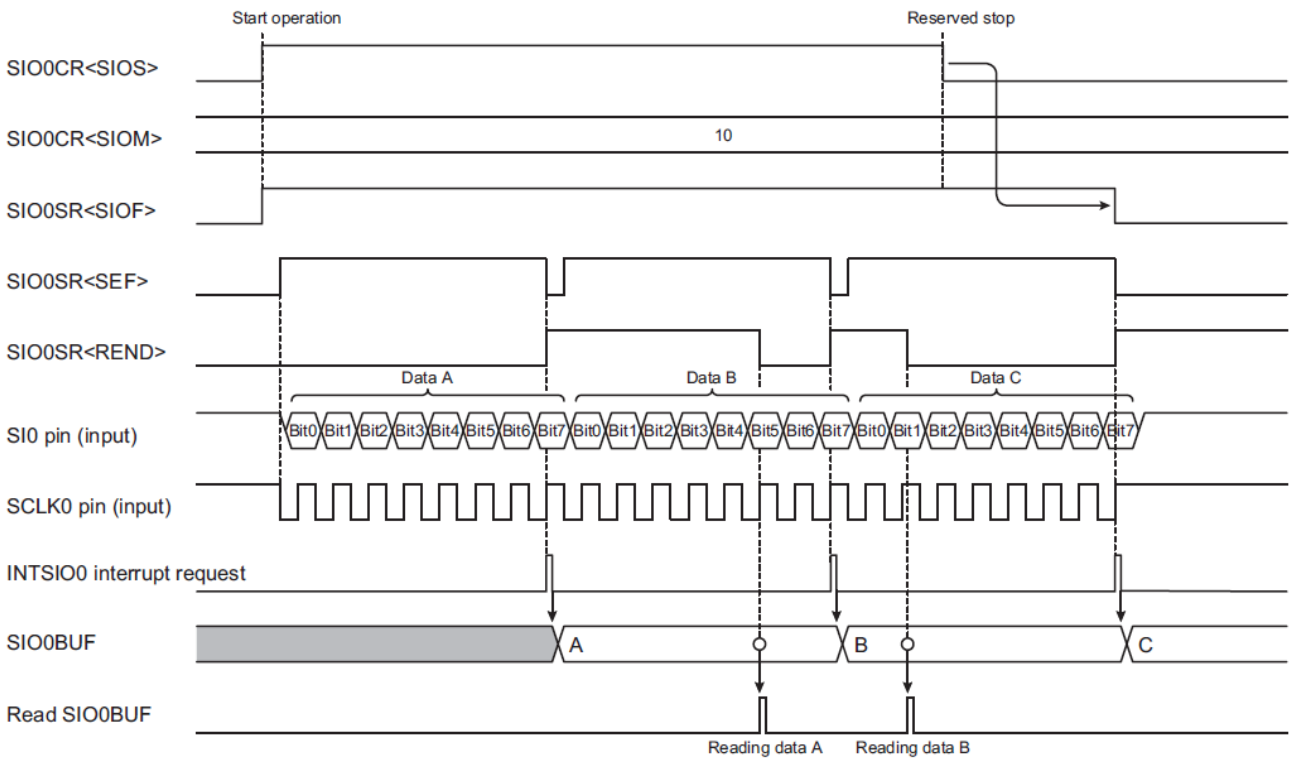 Start operation Reserved stop
SIO0CR<SIOS>
SIO0CR<SIOM> 10
SIO0SR<SIOF>
SIO0SR<SEF>
SIO0SR<REND>
Data A Data B Data C
SI0 pin (input) Bit0 Bit1 Bit2 Bit3 Bit4 Bit5 Bit6 Bit7 Bit0 Bit1 Bit2 Bit3 Bit4 Bit5 Bit6 Bit7 Bit0 Bit1 Bit2 Bit3 Bit4 Bit5 Bit6 Bit7
SCLK0 pin (input)
INTSIO0 interrupt request
SIO0BUF A B C
Read SIO0BUF
Reading data A Reading data B